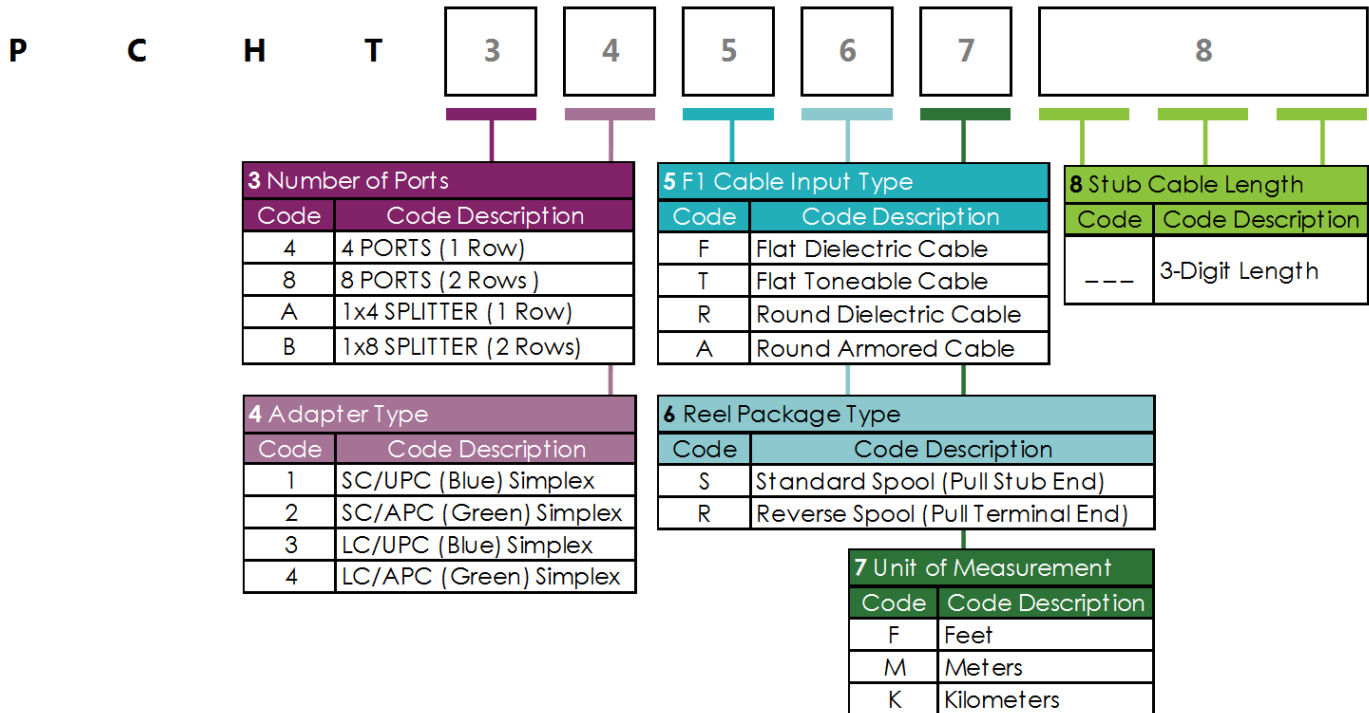 P C H T 3 4 5 6 7 8
3 Number of Ports
Code Code Description
4 4 PORTS (1 Row)
8 8 PORTS (2 Rows )
A 1x4 SPLITTER (1 Row)
B 1x8 SPLITTER (2 Rows)
4 Adapter Type
Code Code Description
1 SC/UPC (Blue) Simplex
2 SC/APC (Green) Simplex
3 LC/UPC (Blue) Simplex
4 LC/APC (Green) Simplex
5 F1 Cable Input Type
Code Code Description
F Flat Dielectric Cable
T Flat Toneable Cable
R Round Dielectric Cable
A Round Armored Cable
6 Reel Package Type
Code Code Description
S Standard Spool (Pull Stub End)
R Reverse Spool (Pull Terminal End)
7 Unit of Measurement
Code Code Description
F Feet
M Meters
K Kilometers
8 Stub Cable Length
Code Code Description
_ _ _ 3-Digit Length